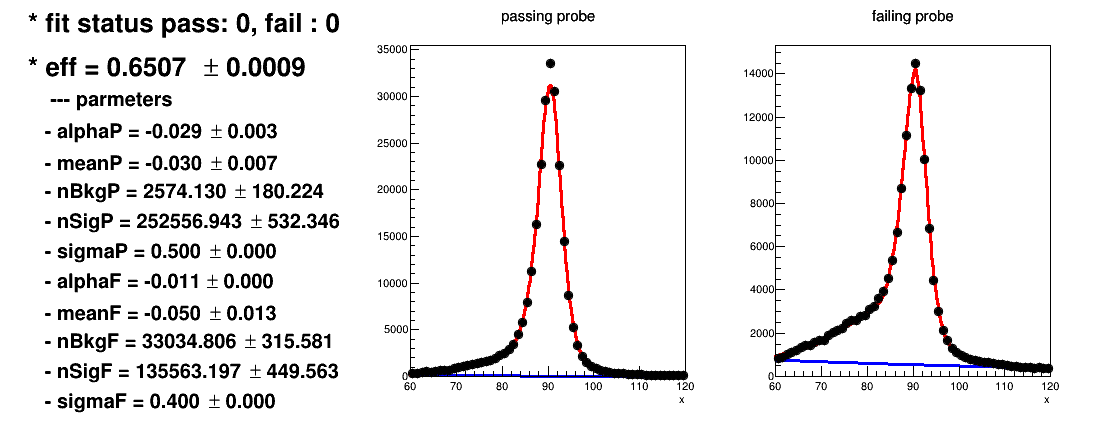 * fit status pass: 0, fail : 0
* eff = 0.6507 ± 0.0009
--- parmeters
- alphaP = -0.029 ± 0.003
- meanP = -0.030 ± 0.007
- nBkgP = 2574.130 ± 180.224
- nSigP = 252556.943 ± 532.346
- sigmaP = 0.500 ± 0.000
- alphaF = -0.011 ± 0.000
- meanF = -0.050 ± 0.013
- nBkgF = 33034.806 ± 315.581
- nSigF = 135563.197 ± 449.563
- sigmaF = 0.400 ± 0.000
passing probe
35000
30000
25000
20000
15000
10000
5000
0
60 70 80 90 100 110 120
x
failing probe
14000
12000
10000
8000
6000
4000
2000
0
60 70 80 90 100 110 120
x